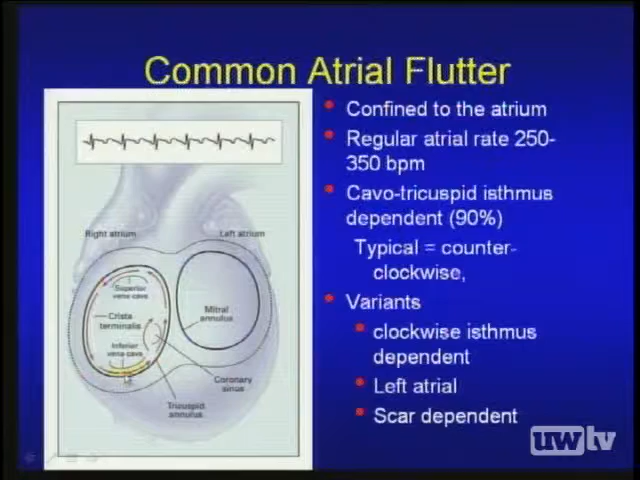 Common Atrial Flutter
Confined to the atrium
Regular atrial rate 250-
350 bpm
Cavo-tricuspid isthmus
dependent (90%)
Typical = counter-
clockwise,
Variants
clockwise isthmus
dependent
Left atrial
Scar dependent
Right atrium
Left atrium
Superior
vena cava
Crista
terminalis
Inferior
vena cava
Mitral
annulus
Coronary
sinus
Tricuspid
annulus
uwtv